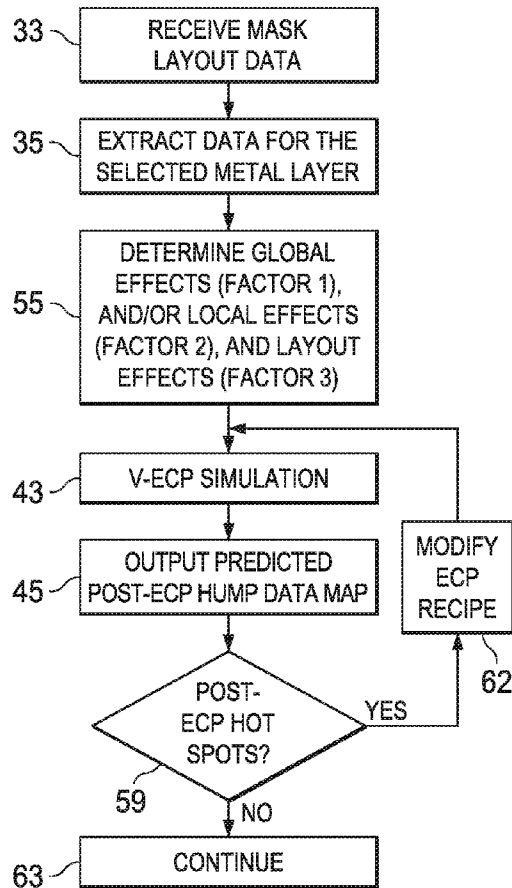 33
RECEIVE MASK
LAYOUT DATA
35
EXTRACT DATA FOR THE
SELECTED METAL LAYER
55
DETERMINE GLOBAL
EFFECTS (FACTOR 1),
AND/OR LOCAL EFFECTS
(FACTOR 2), AND LAYOUT
EFFECTS (FACTOR 3)
43
V-ECP SIMULATION
45
OUTPUT PREDICTED
POST-ECP HUMP DATA MAP
MODIFY
ECP
RECIPE
62
POST-
ECP HOT
SPOTS?
YES
59
NO
63
CONTINUE